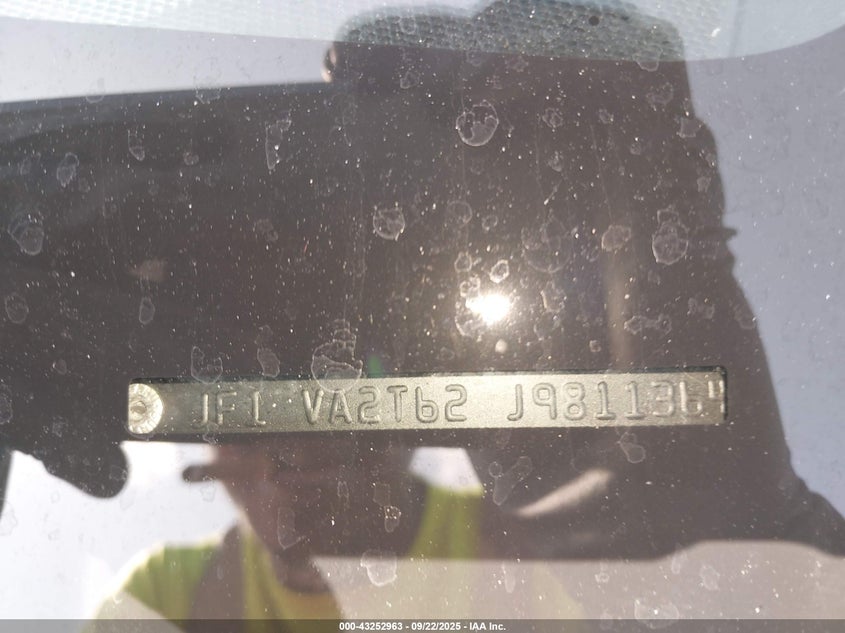 JF1 VA2T62 J9811364
000-43252963 - 09/22/2025 - IAA Inc.